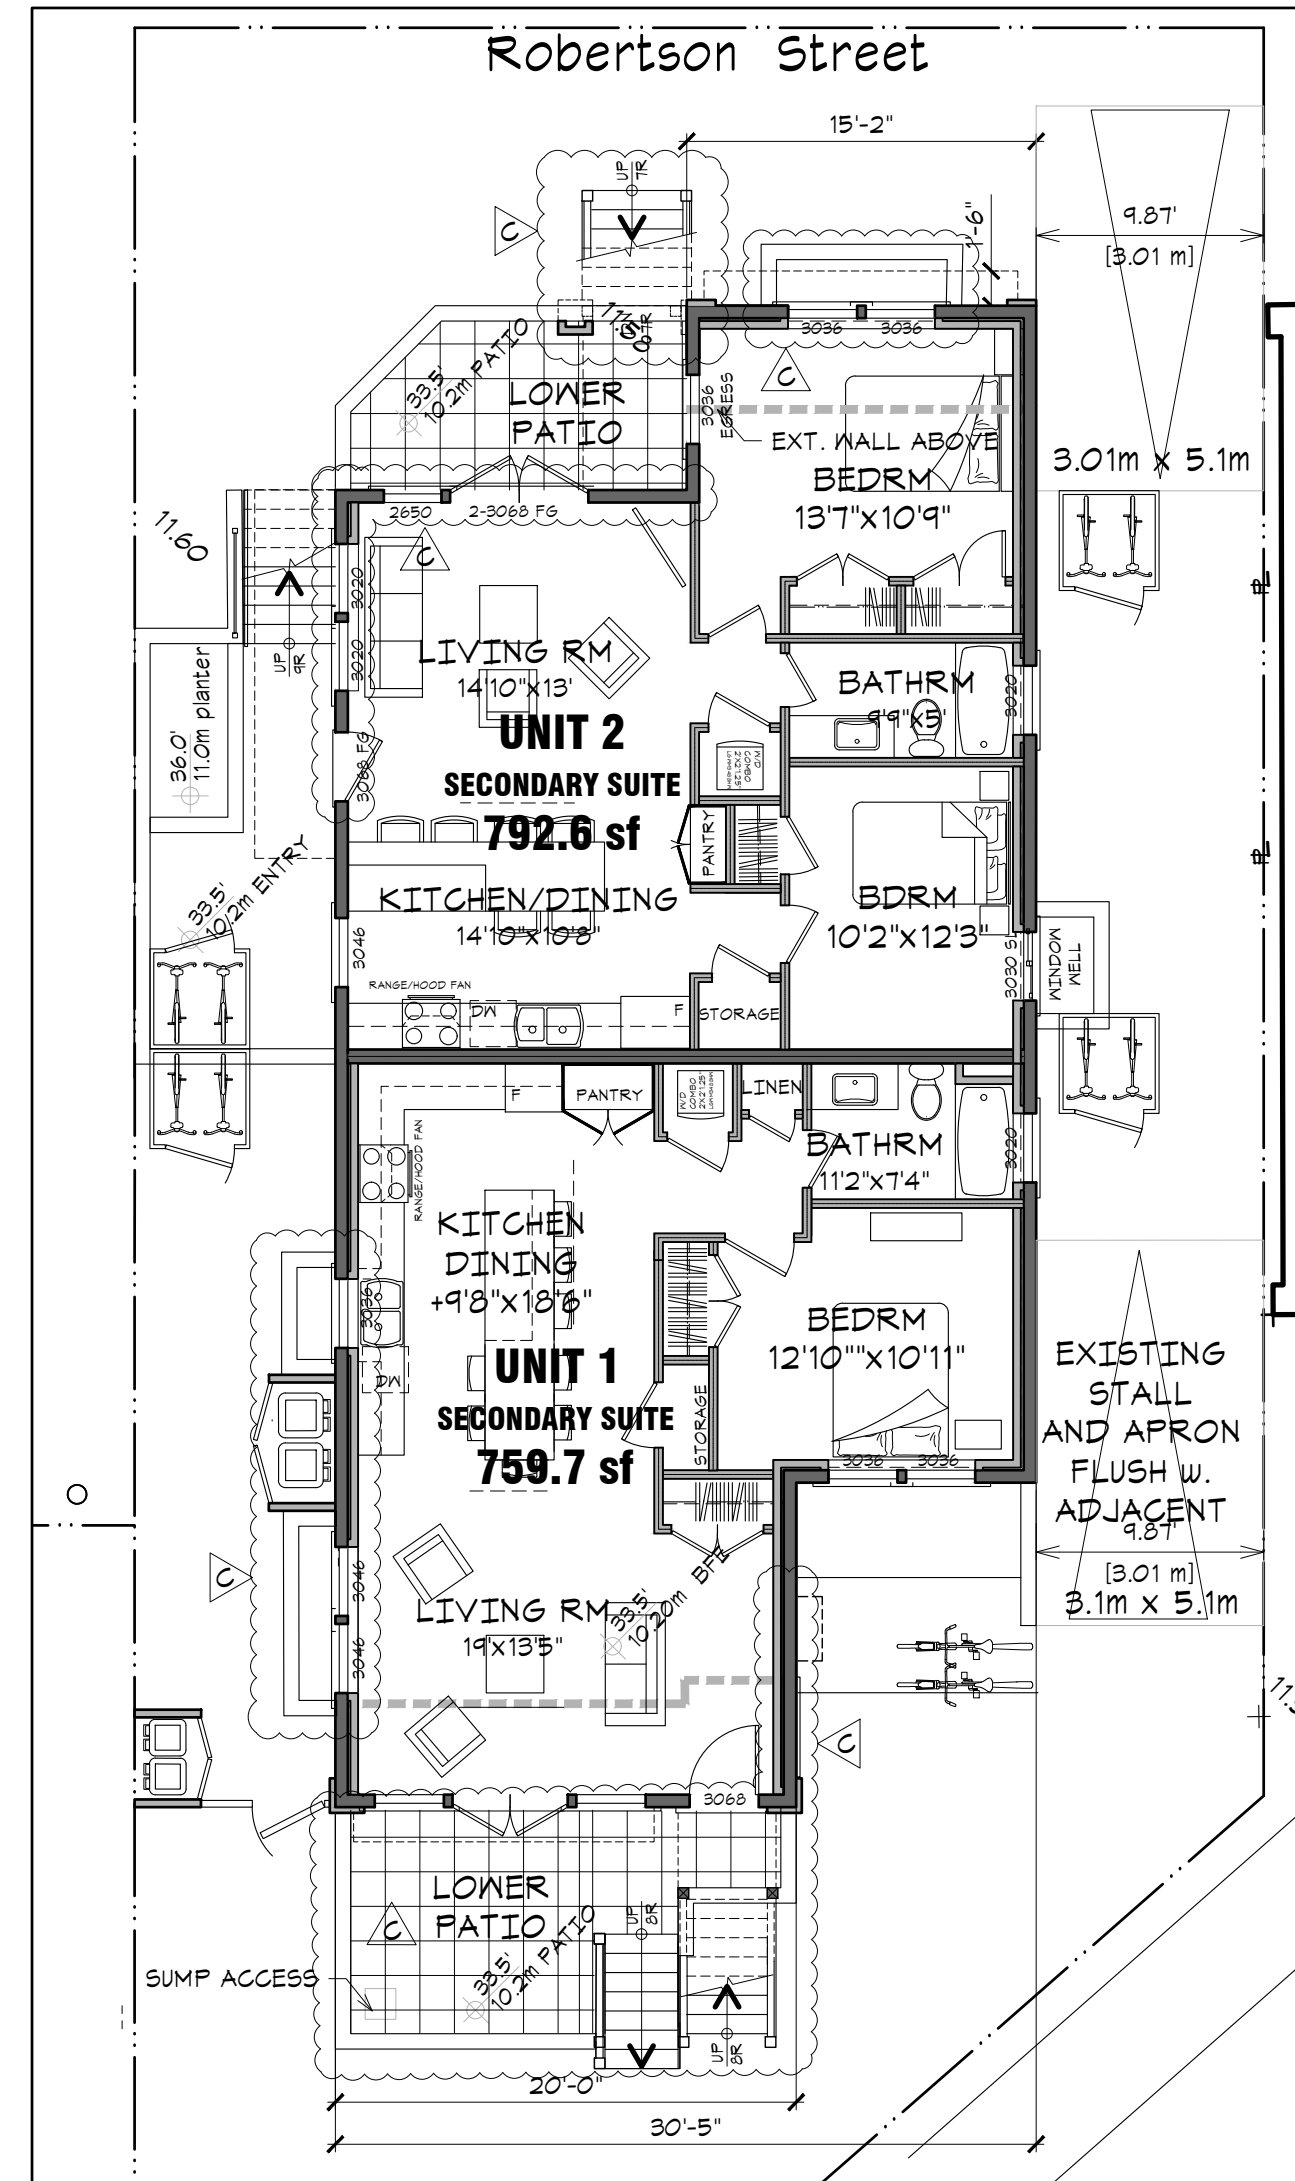 Robertson Street
15'-2"
UP
7R
C
9.87'
[3.01 m]
3036
3036
C
33.5'
10.2m PATIO
LOWER
PATIO
3036
EGRESS
EXT. WALL ABOVE
BEDRM
13'7"x10'9"
3.01m x 5.1m
11.60
2650
2-3068 FG
C
3020
3020
UP
9R
LIVING RM
14'10"x13'
BATHRM
9'9"x5'
3020
36.0'
11.0m planter
UNIT 2
SECONDARY SUITE
792.6 sf
3068 FG
W/D
COMBO
PANTRY
33.5'
10.2m ENTRY
KITCHEN/DINING
14'10"x10'8"
BDRM
10'2"x12'3"
3046
WINDOW
WELL
RANGE/HOOD FAN
DW
F
STORAGE
F
PANTRY
W/D
COMBO
LINEN
RANGE/HOOD FAN
BATHRM
11'2"x7'4"
3020
KITCHEN
DINING
+9'8"x18'6"
3036
DW
BEDRM
12'10""x10'11"
UNIT 1
SECONDARY SUITE
759.7 sf
STORAGE
3036
3036
EXISTING
STALL
AND APRON
FLUSH w.
ADJACENT
9.87'
[3.01 m]
3.1m x 5.1m
C
3046
3046
LIVING RM
19'x13'5"
33.5'
10.20m BFE
C
3068
LOWER
PATIO
C
33.5'
10.2m PATIO
UP
8R
SUMP ACCESS
UP
8R
20'-0"
30'-5"